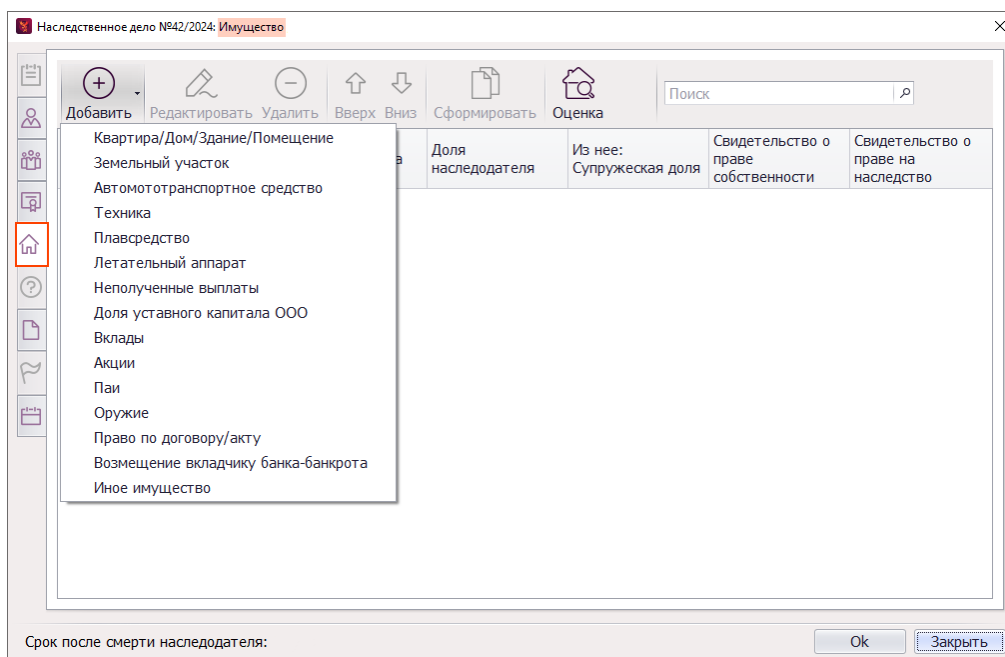 Наследственное дело №42/2024: Имущество
Добавить Редактировать Удалить Вверх Вниз Сформировать Оценка Поиск
Квартира/Дом/Здание/Помещение
Земельный участок
Автомототранспортное средство
Техника
Плавсредство
Летательный аппарат
Неполученные выплаты
Доля уставного капитала ООО
Вклады
Акции
Паи
Оружие
Право по договору/акту
Возмещение вкладчику банка-банкрота
Иное имущество
Доля
наследодателя
Из нее:
Супружеская доля
Свидетельство о
праве
собственности
Свидетельство о
праве на
наследство
Срок после смерти наследодателя:
Ok Закрыть